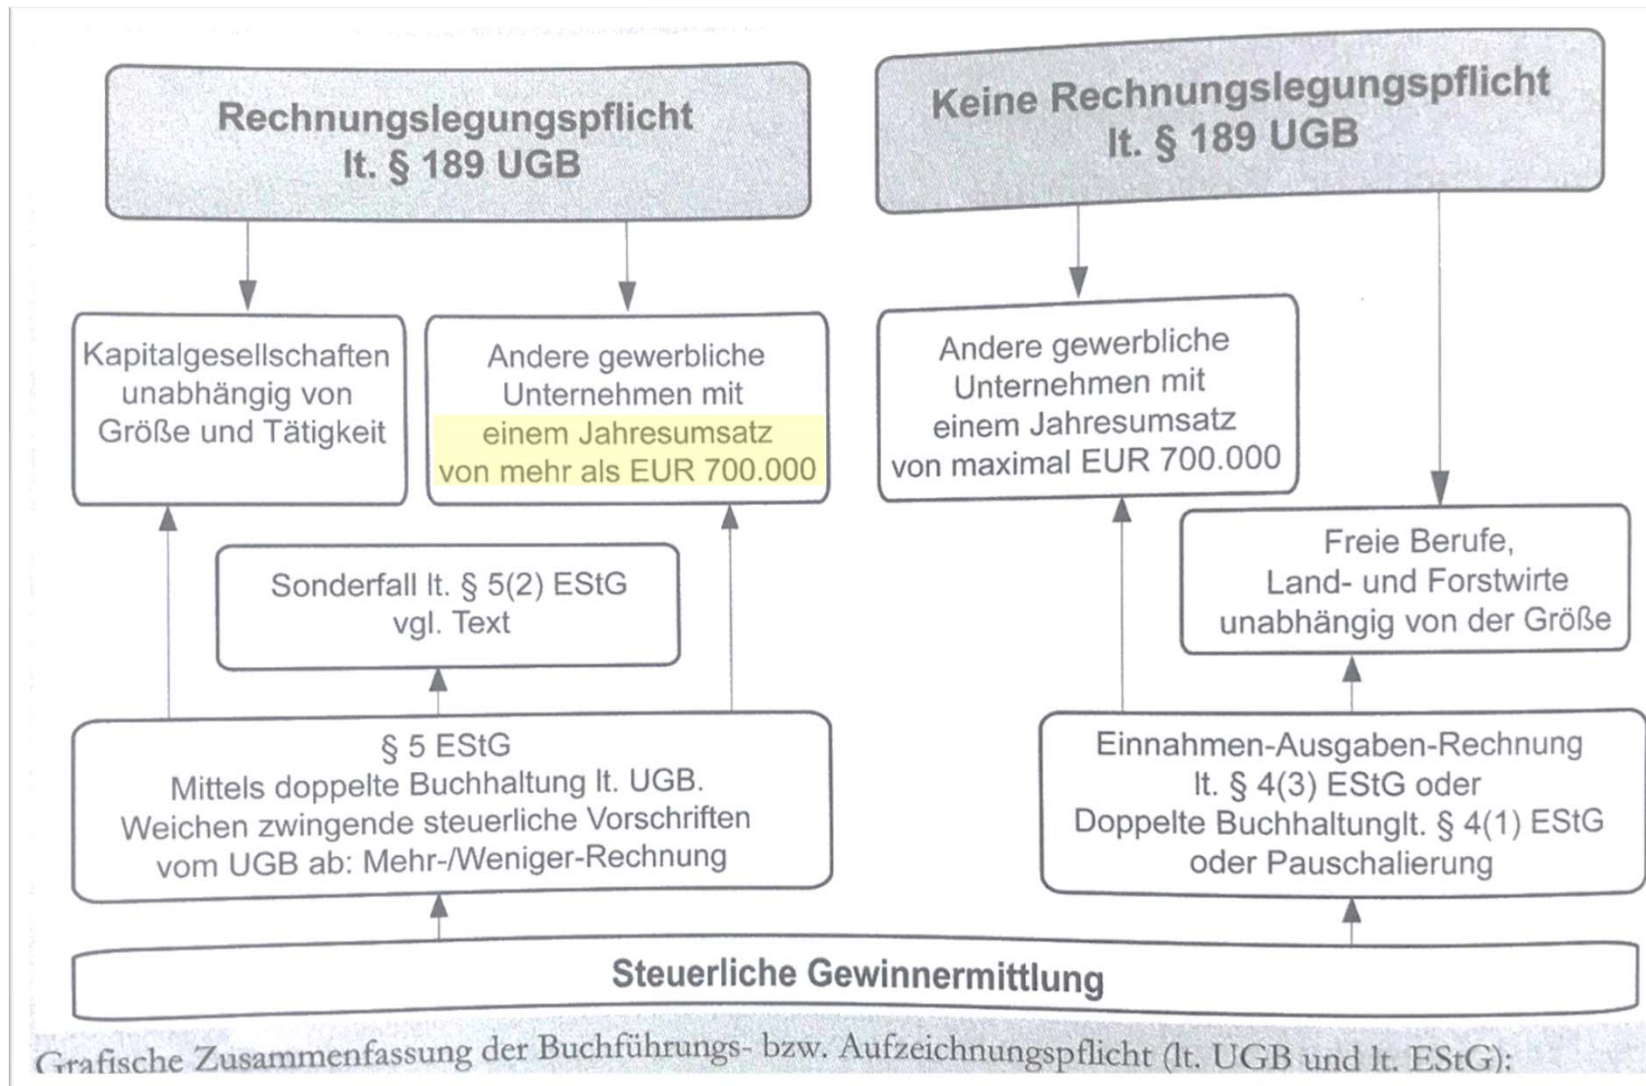 Rechnungslegungspflicht
lt. § 189 UGB
Keine Rechnungslegungspflicht
lt. § 189 UGB
Kapitalgesellschaften
unabhängig von
Größe und Tätigkeit
Andere gewerbliche
Unternehmen mit
einem Jahresumsatz
von mehr als EUR 700.000
Andere gewerbliche
Unternehmen mit
einem Jahresumsatz
von maximal EUR 700.000
Freie Berufe,
Land- und Forstwirte
unabhängig von der Größe
Sonderfall lt. § 5(2) EStG
vgl. Text
§ 5 EStG
Mittels doppelte Buchhaltung lt. UGB.
Weichen zwingende steuerliche Vorschriften
vom UGB ab: Mehr-/Weniger-Rechnung
Einnahmen-Ausgaben-Rechnung
lt. § 4(3) EStG oder
Doppelte Buchhaltunglt. § 4(1) EStG
oder Pauschalierung
Steuerliche Gewinnermittlung
Grafische Zusammenfassung der Buchführungs- bzw. Aufzeichnungspflicht (lt. UGB und lt. EStG):